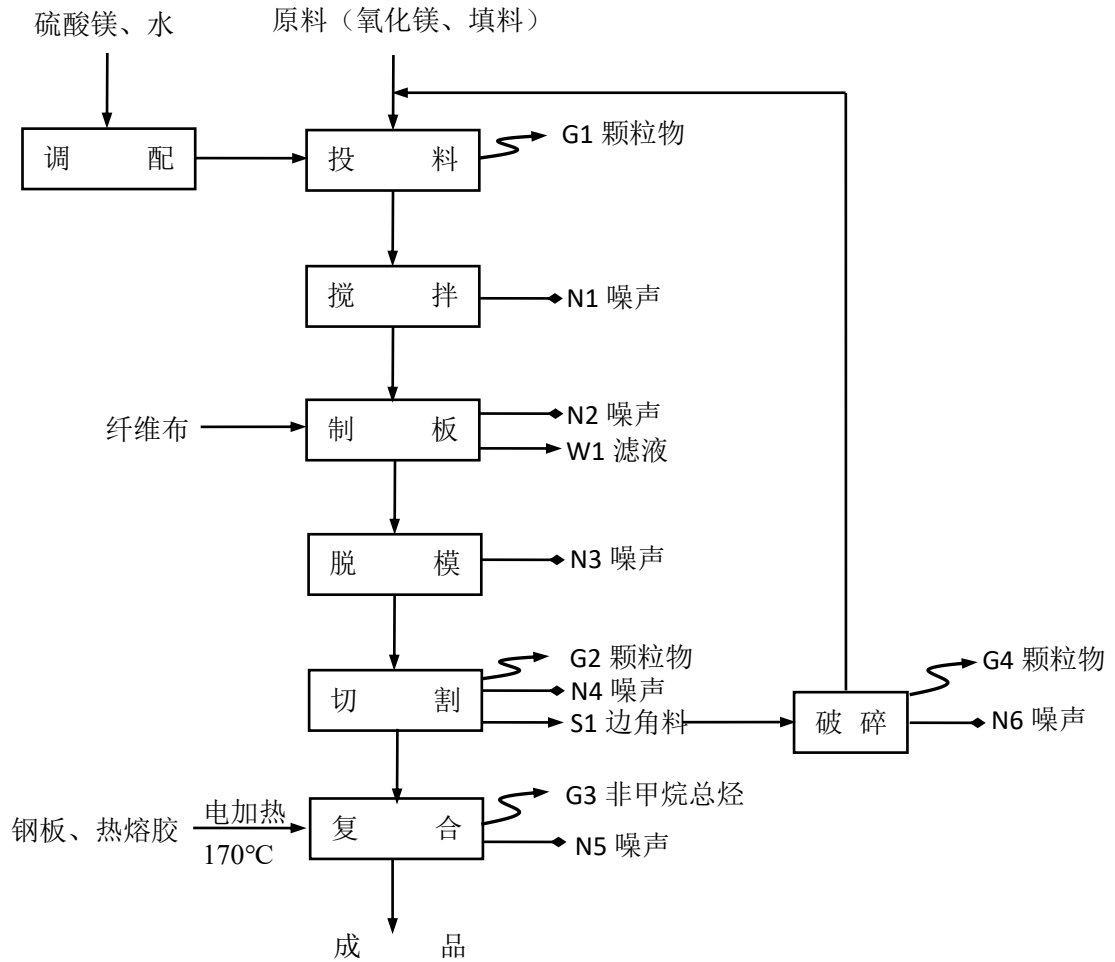 硫酸镁、水
原料（氧化镁、填料）
调 配
投 料
G1 颗粒物
搅 拌
N1 噪声
纤维布
制 板
N2 噪声
W1 滤液
脱 模
N3 噪声
切 割
G2 颗粒物
N4 噪声
S1 边角料
破 碎
G4 颗粒物
N6 噪声
钢板、热熔胶
电加热
170℃
复 合
G3 非甲烷总烃
N5 噪声
成 品